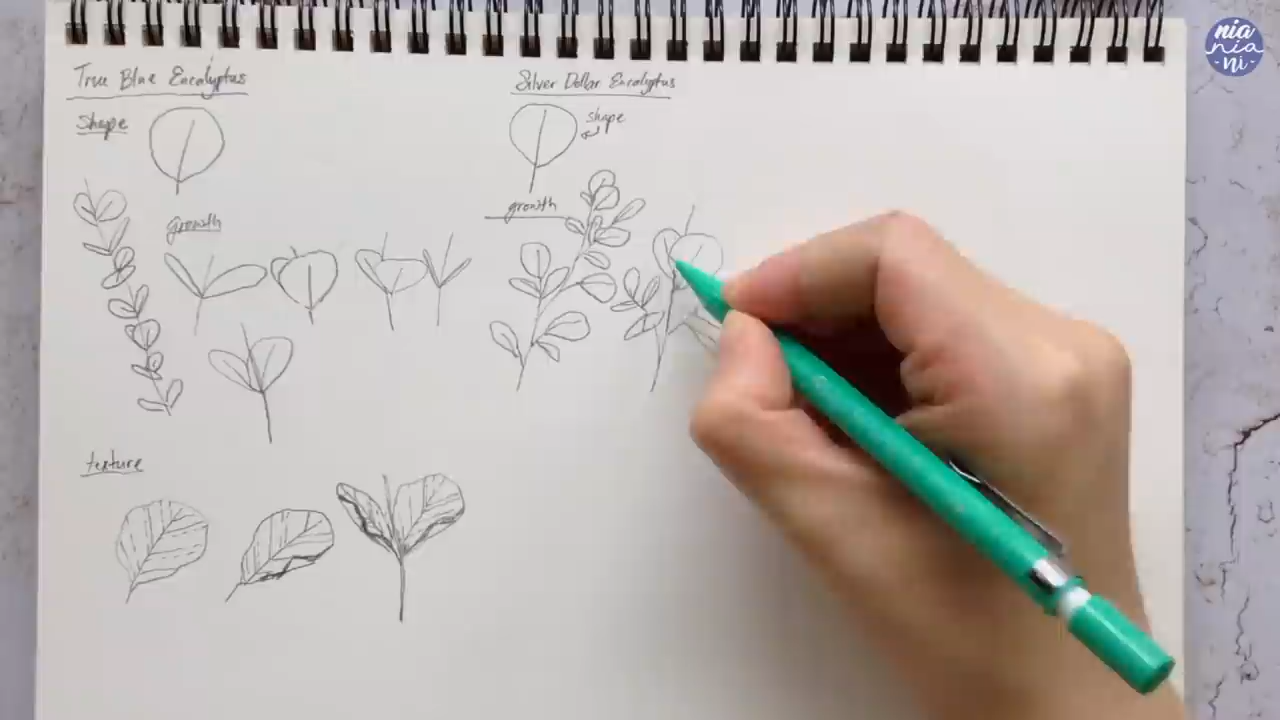 True Blue Eucalyptus
shape
growth
texture
Silver Dollar Eucalyptus
shape
growth
nia
nia
-ni-